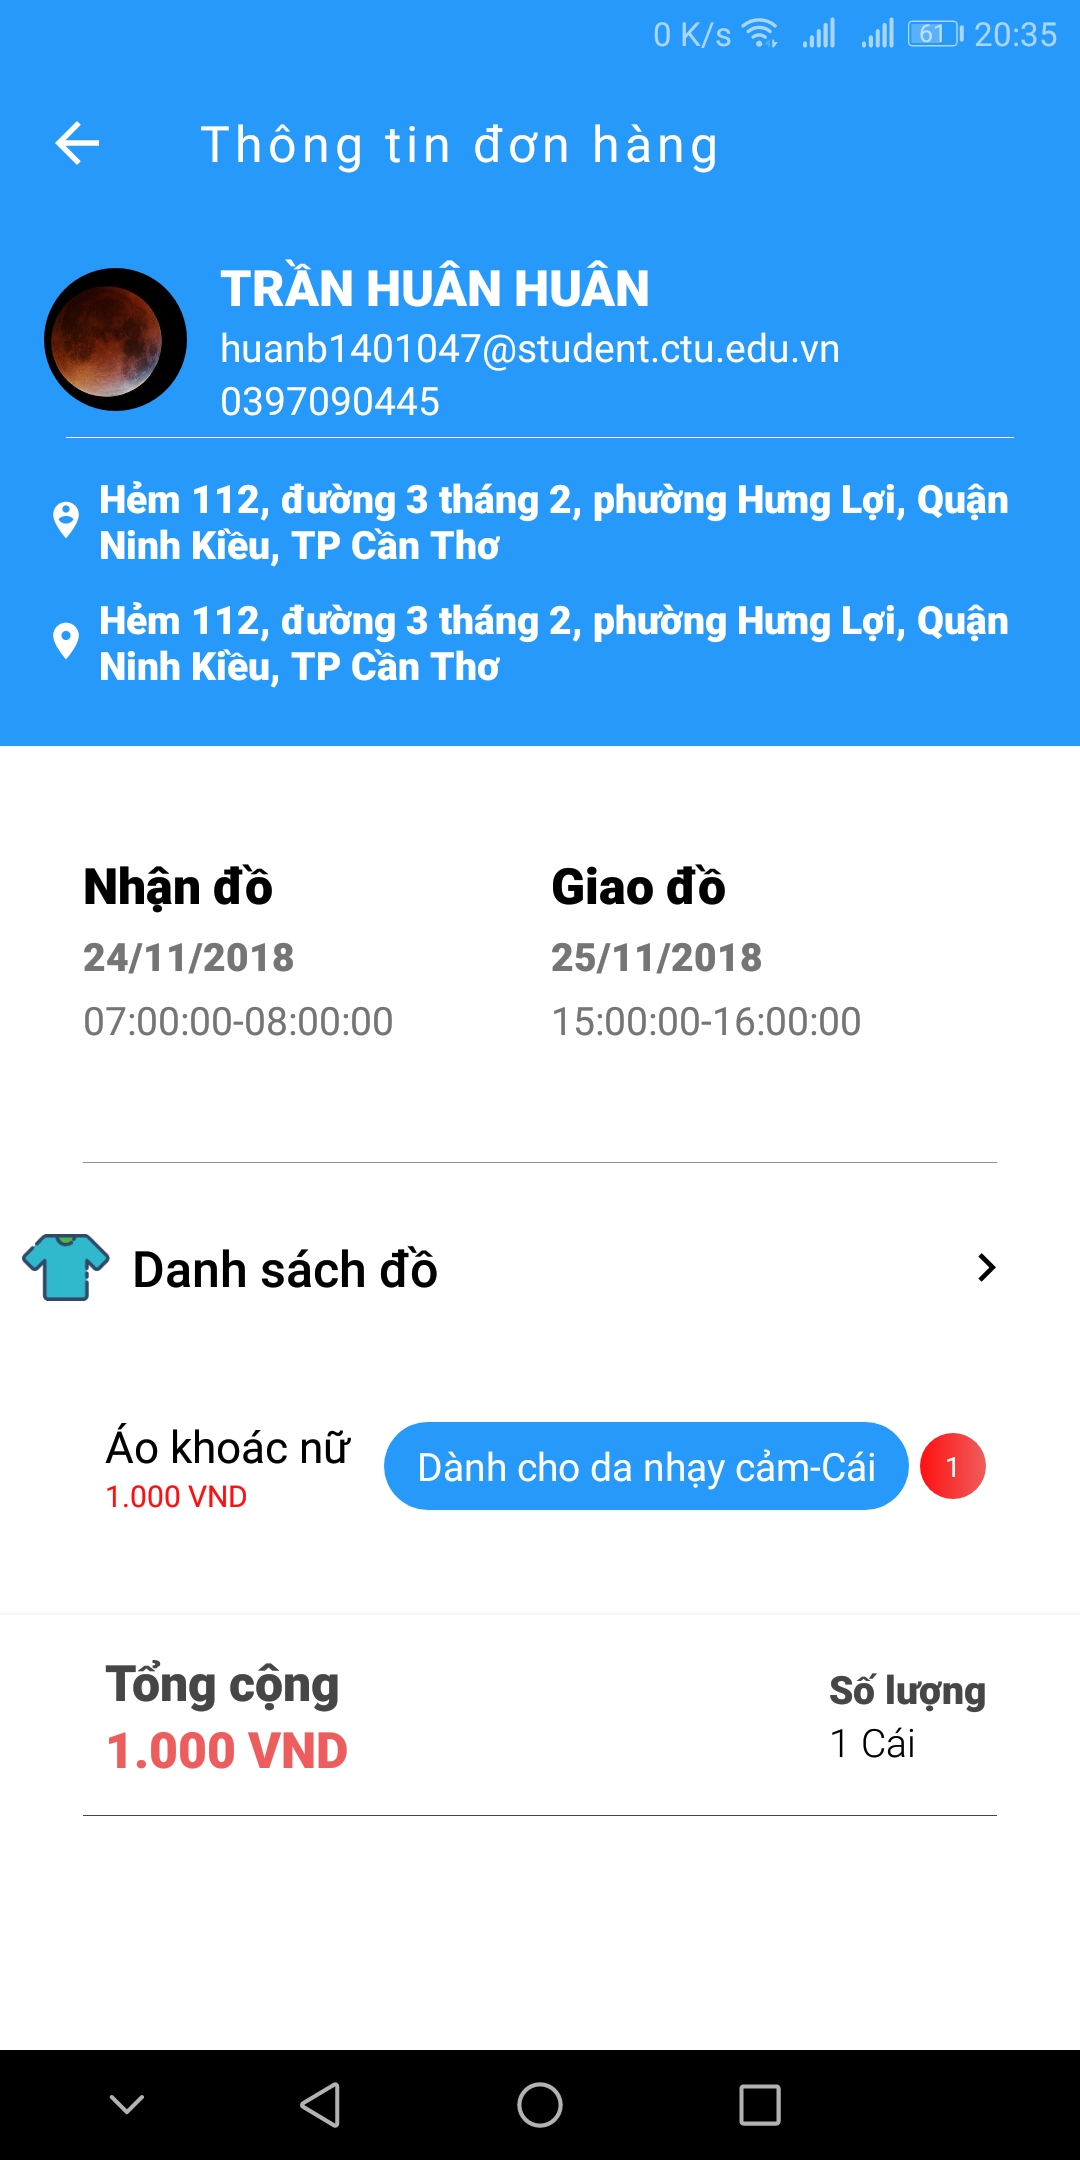 0 K/s 61 20:35
Thông tin đơn hàng
TRẦN HUÂN HUÂN
huanb1401047@student.ctu.edu.vn
0397090445
Hẻm 112, đường 3 tháng 2, phường Hưng Lợi, Quận
Ninh Kiều, TP Cần Thơ
Hẻm 112, đường 3 tháng 2, phường Hưng Lợi, Quận
Ninh Kiều, TP Cần Thơ
Nhận đồ
24/11/2018
07:00:00-08:00:00
Giao đồ
25/11/2018
15:00:00-16:00:00
Danh sách đồ
Áo khoác nữ
1.000 VND
Dành cho da nhạy cảm-Cái
1
Tổng cộng
1.000 VND
Số lượng
1 Cái